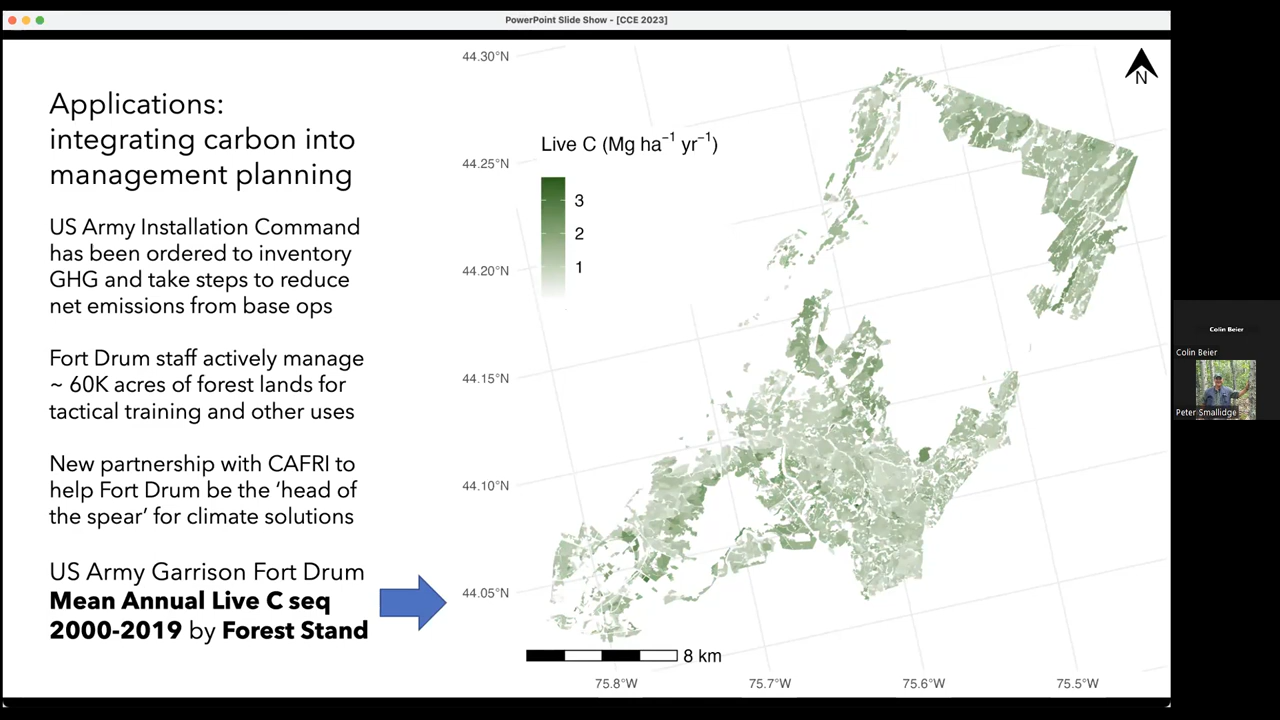 PowerPoint Slide Show - [CCE 2023]
Applications:
integrating carbon into
management planning
US Army Installation Command
has been ordered to inventory
GHG and take steps to reduce
net emissions from base ops
Fort Drum staff actively manage
~ 60K acres of forest lands for
tactical training and other uses
New partnership with CAFRI to
help Fort Drum be the ‘head of
the spear’ for climate solutions
US Army Garrison Fort Drum
Mean Annual Live C seq
2000-2019 by Forest Stand
44.30°N
44.25°N
44.20°N
44.15°N
44.10°N
44.05°N
Live C (Mg ha⁻¹ yr⁻¹)
3
2
1
N
8 km
75.8°W
75.7°W
75.6°W
75.5°W
Colin Beier
Colin Beier
Peter Smallidge